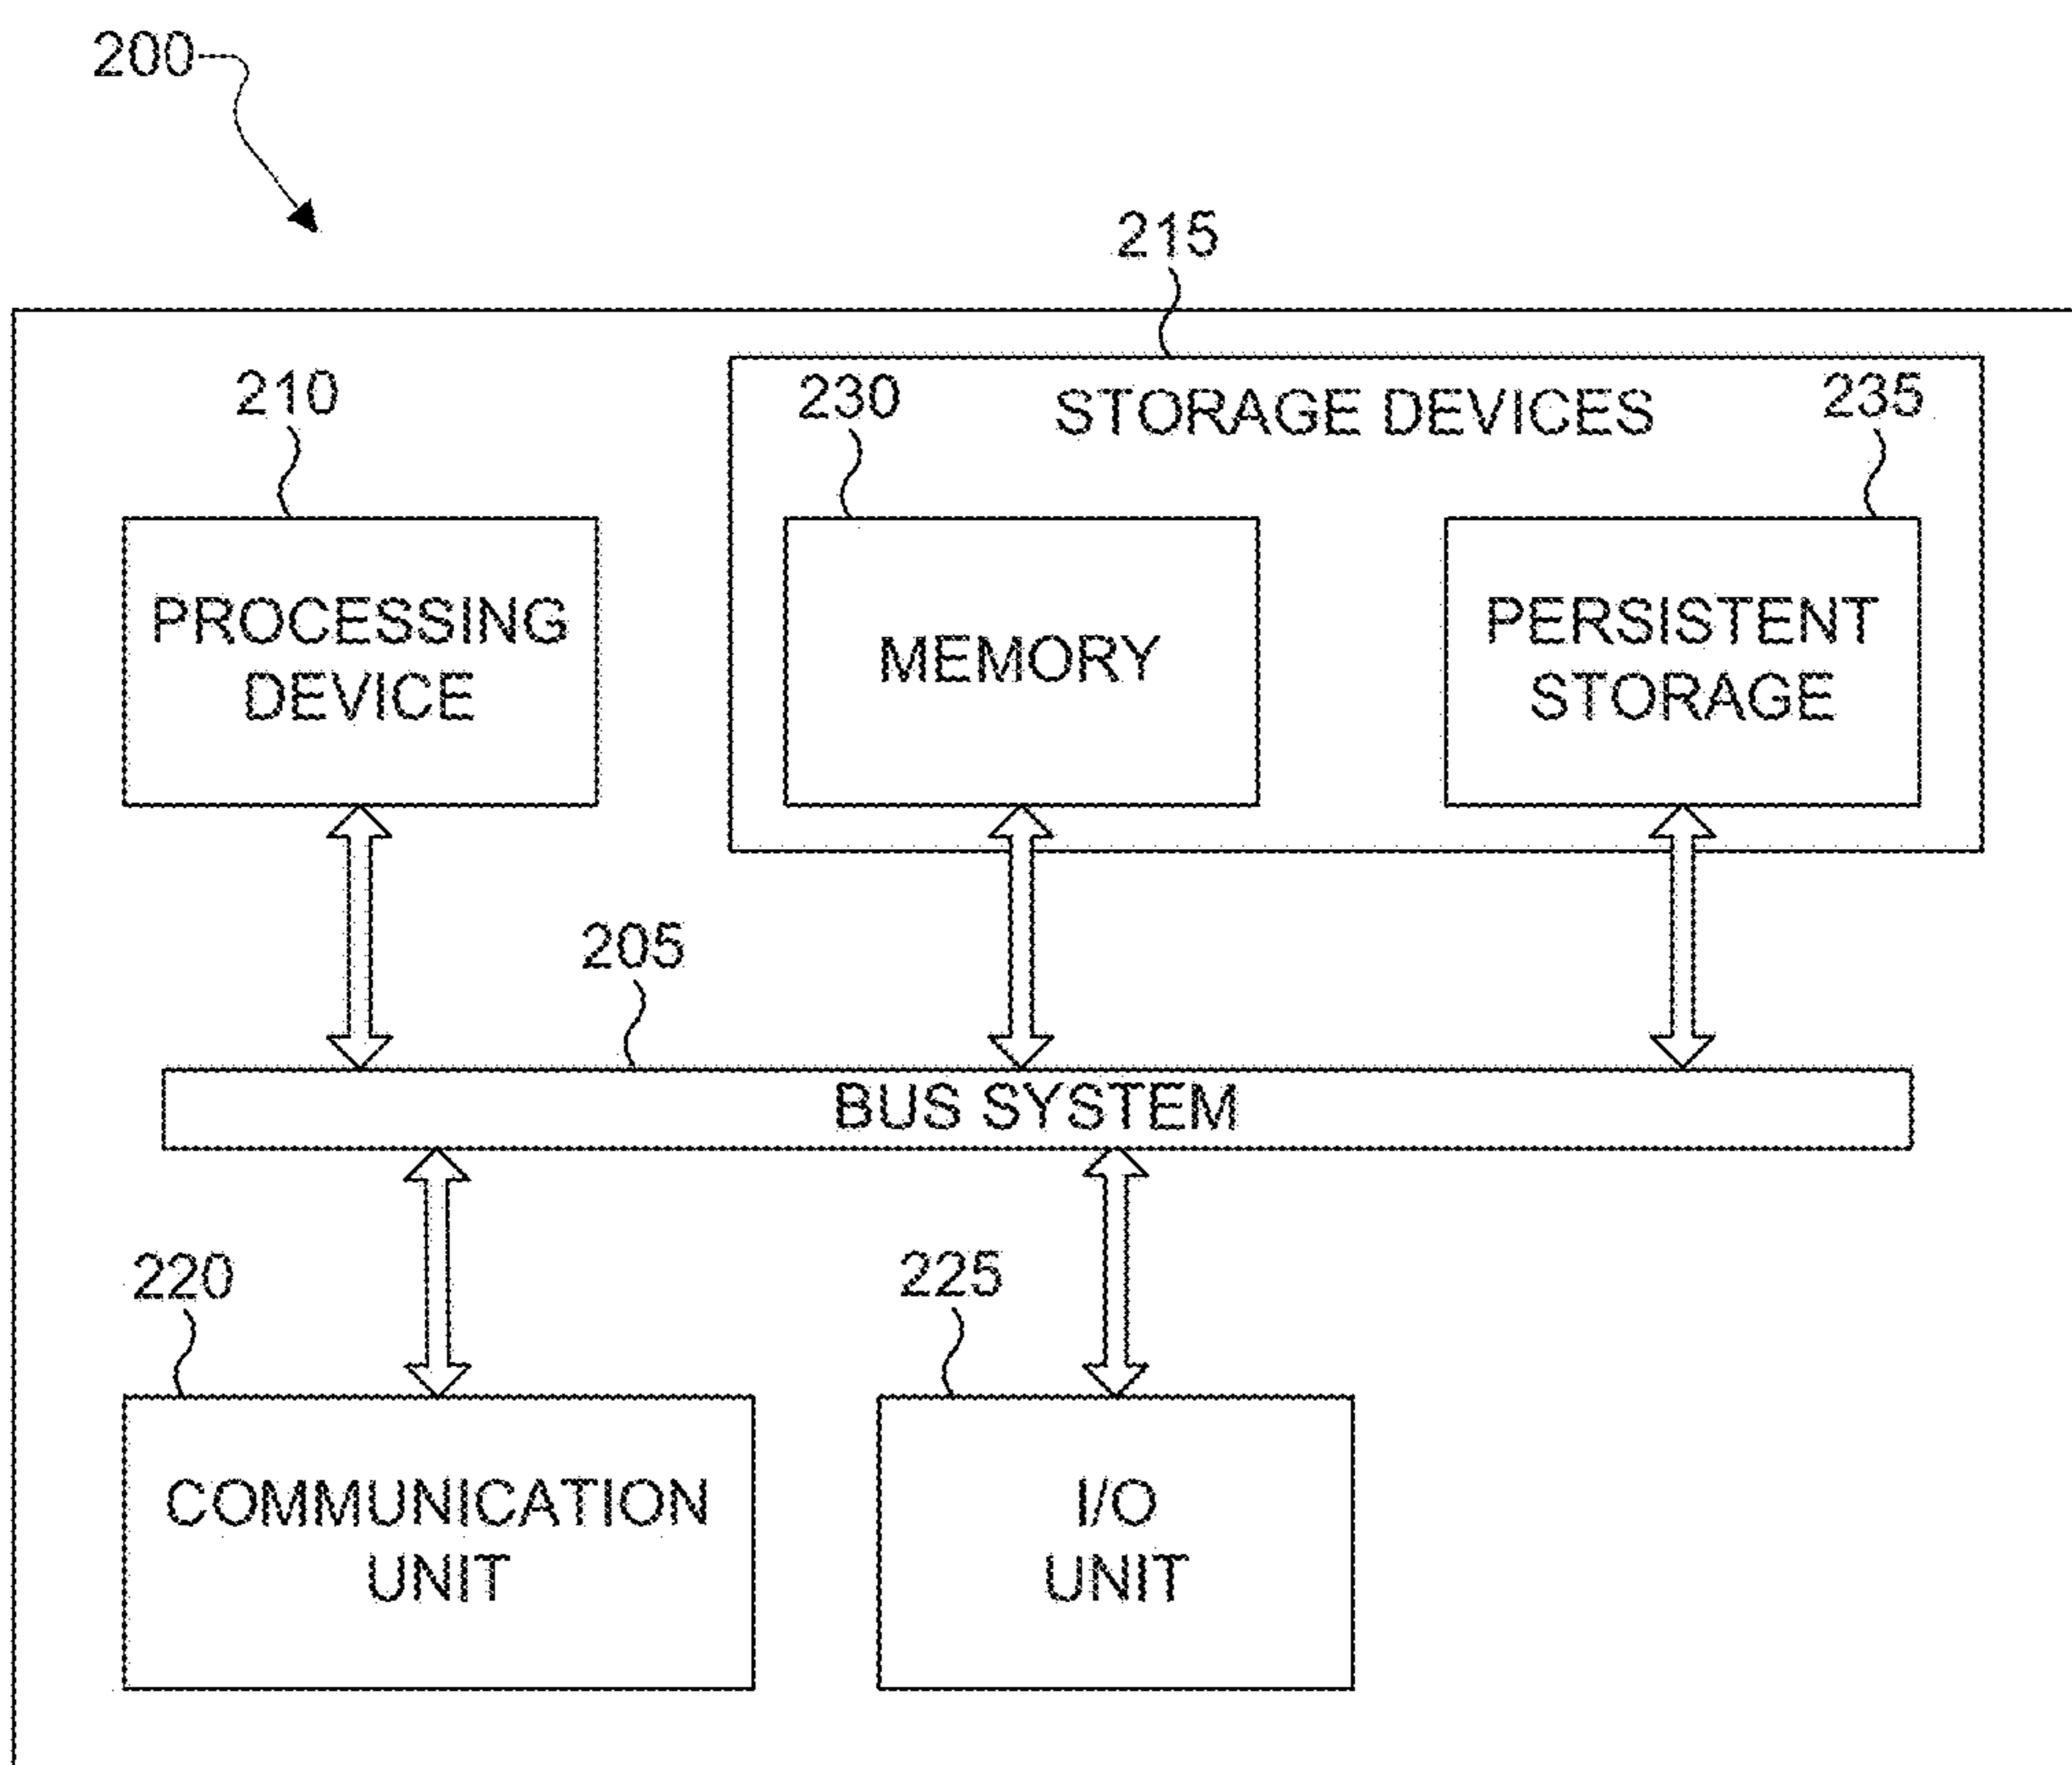 200
215
210
230
STORAGE DEVICES
235
PROCESSING
DEVICE
MEMORY
PERSISTENT
STORAGE
205
BUS SYSTEM
220
225
COMMUNICATION
UNIT
I/O
UNIT